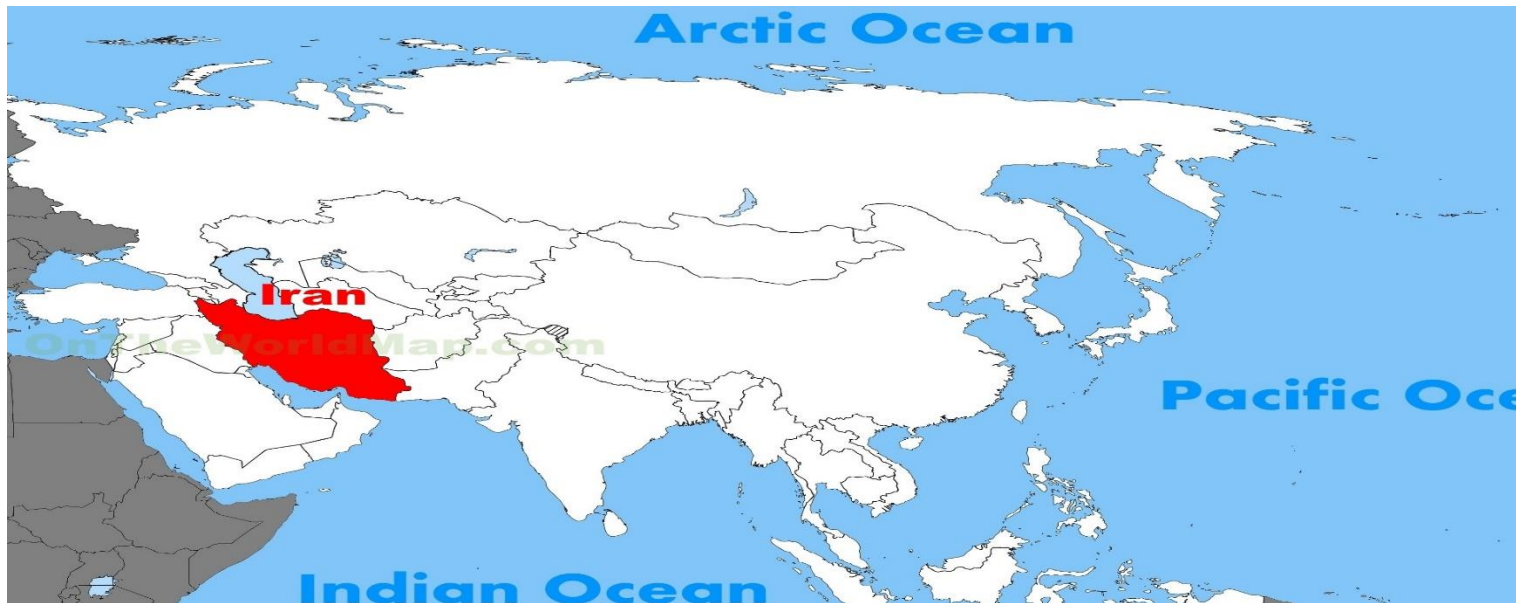 Arctic Ocean
Iran
OnTheWorldMap.com
Pacific Oce
Indian Ocean